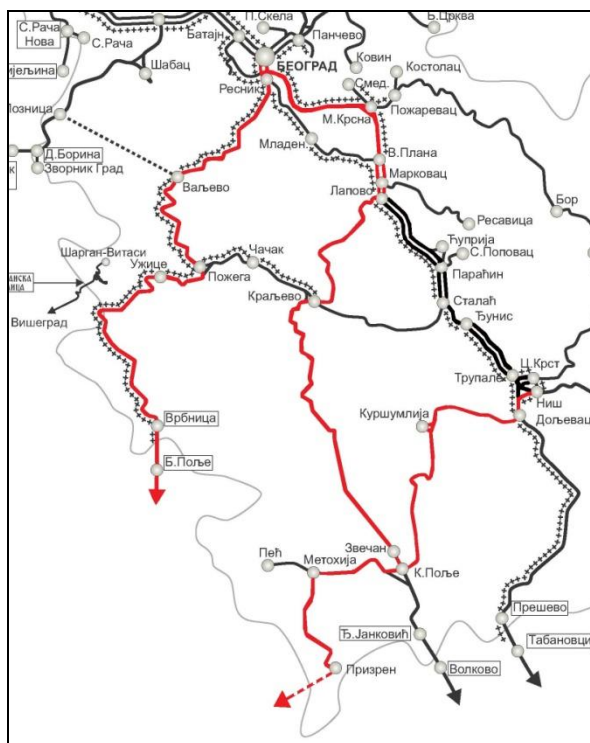 П.Скела
Б.Црква
С.Рача
Нова
С.Рача
Батајн
Панчево
Шабац
БЕОГРАД
Ковин
Костолац
Ресник
Смед.
Пожаревац
М.Крсна
Младен.
В.Плана
Марковац
Д.Борина
Зворник Град
Ваљево
Лапово
Ресавица
Бор
Ћуприја
С.Поповац
Параћин
Шарган-Витаси
Ужице
Чачак
Пожега
Краљево
Сталаћ
Ђунис
Вишеград
Трупале
Ц.Крст
Ниш
Дољевац
Куршумлија
Врбница
Б.Поље
Звечан
Пећ
Метохија
К.Поље
Прешево
Ђ.Јанковић
Табановци
Призрен
Волково